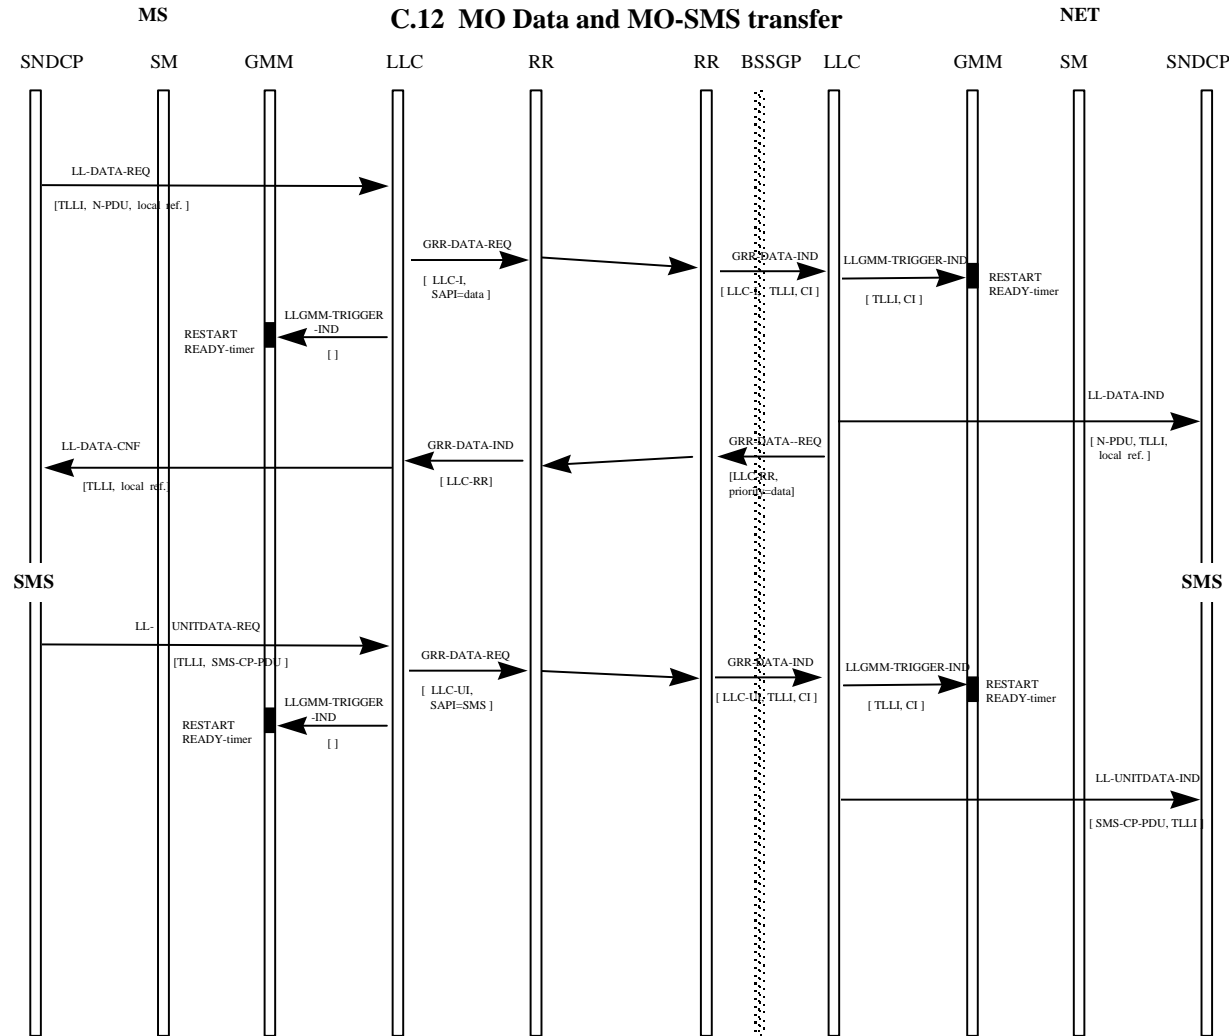 MS
C.12 MO Data and MO-SMS transfer
NET
SNDCP SM GMM LLC RR RR BSSGP LLC GMM SM SNDCP
LL-DATA-REQ
[TLLI, N-PDU, local ref. ]
GRR-DATA-REQ
[ LLC-I,
SAPI=data ]
GRR-DATA-IND
[ LLC-I, TLLI, CI ]
LLGMM-TRIGGER-IND
[ TLLI, CI ]
RESTART
READY-timer
LLGMM-TRIGGER
-IND
[ ]
RESTART
READY-timer
LL-DATA-IND
[ N-PDU, TLLI,
local ref. ]
GRR-DATA--REQ
[LLC-RR,
priority=data]
GRR-DATA-IND
[ LLC-RR]
LL-DATA-CNF
[TLLI, local ref.]
SMS
SMS
LL- UNITDATA-REQ
[TLLI, SMS-CP-PDU ]
GRR-DATA-REQ
[ LLC-UI,
SAPI=SMS ]
GRR-DATA-IND
[ LLC-UI, TLLI, CI ]
LLGMM-TRIGGER-IND
[ TLLI, CI ]
RESTART
READY-timer
LLGMM-TRIGGER
-IND
[ ]
RESTART
READY-timer
LL-UNITDATA-IND
[ SMS-CP-PDU, TLLI ]